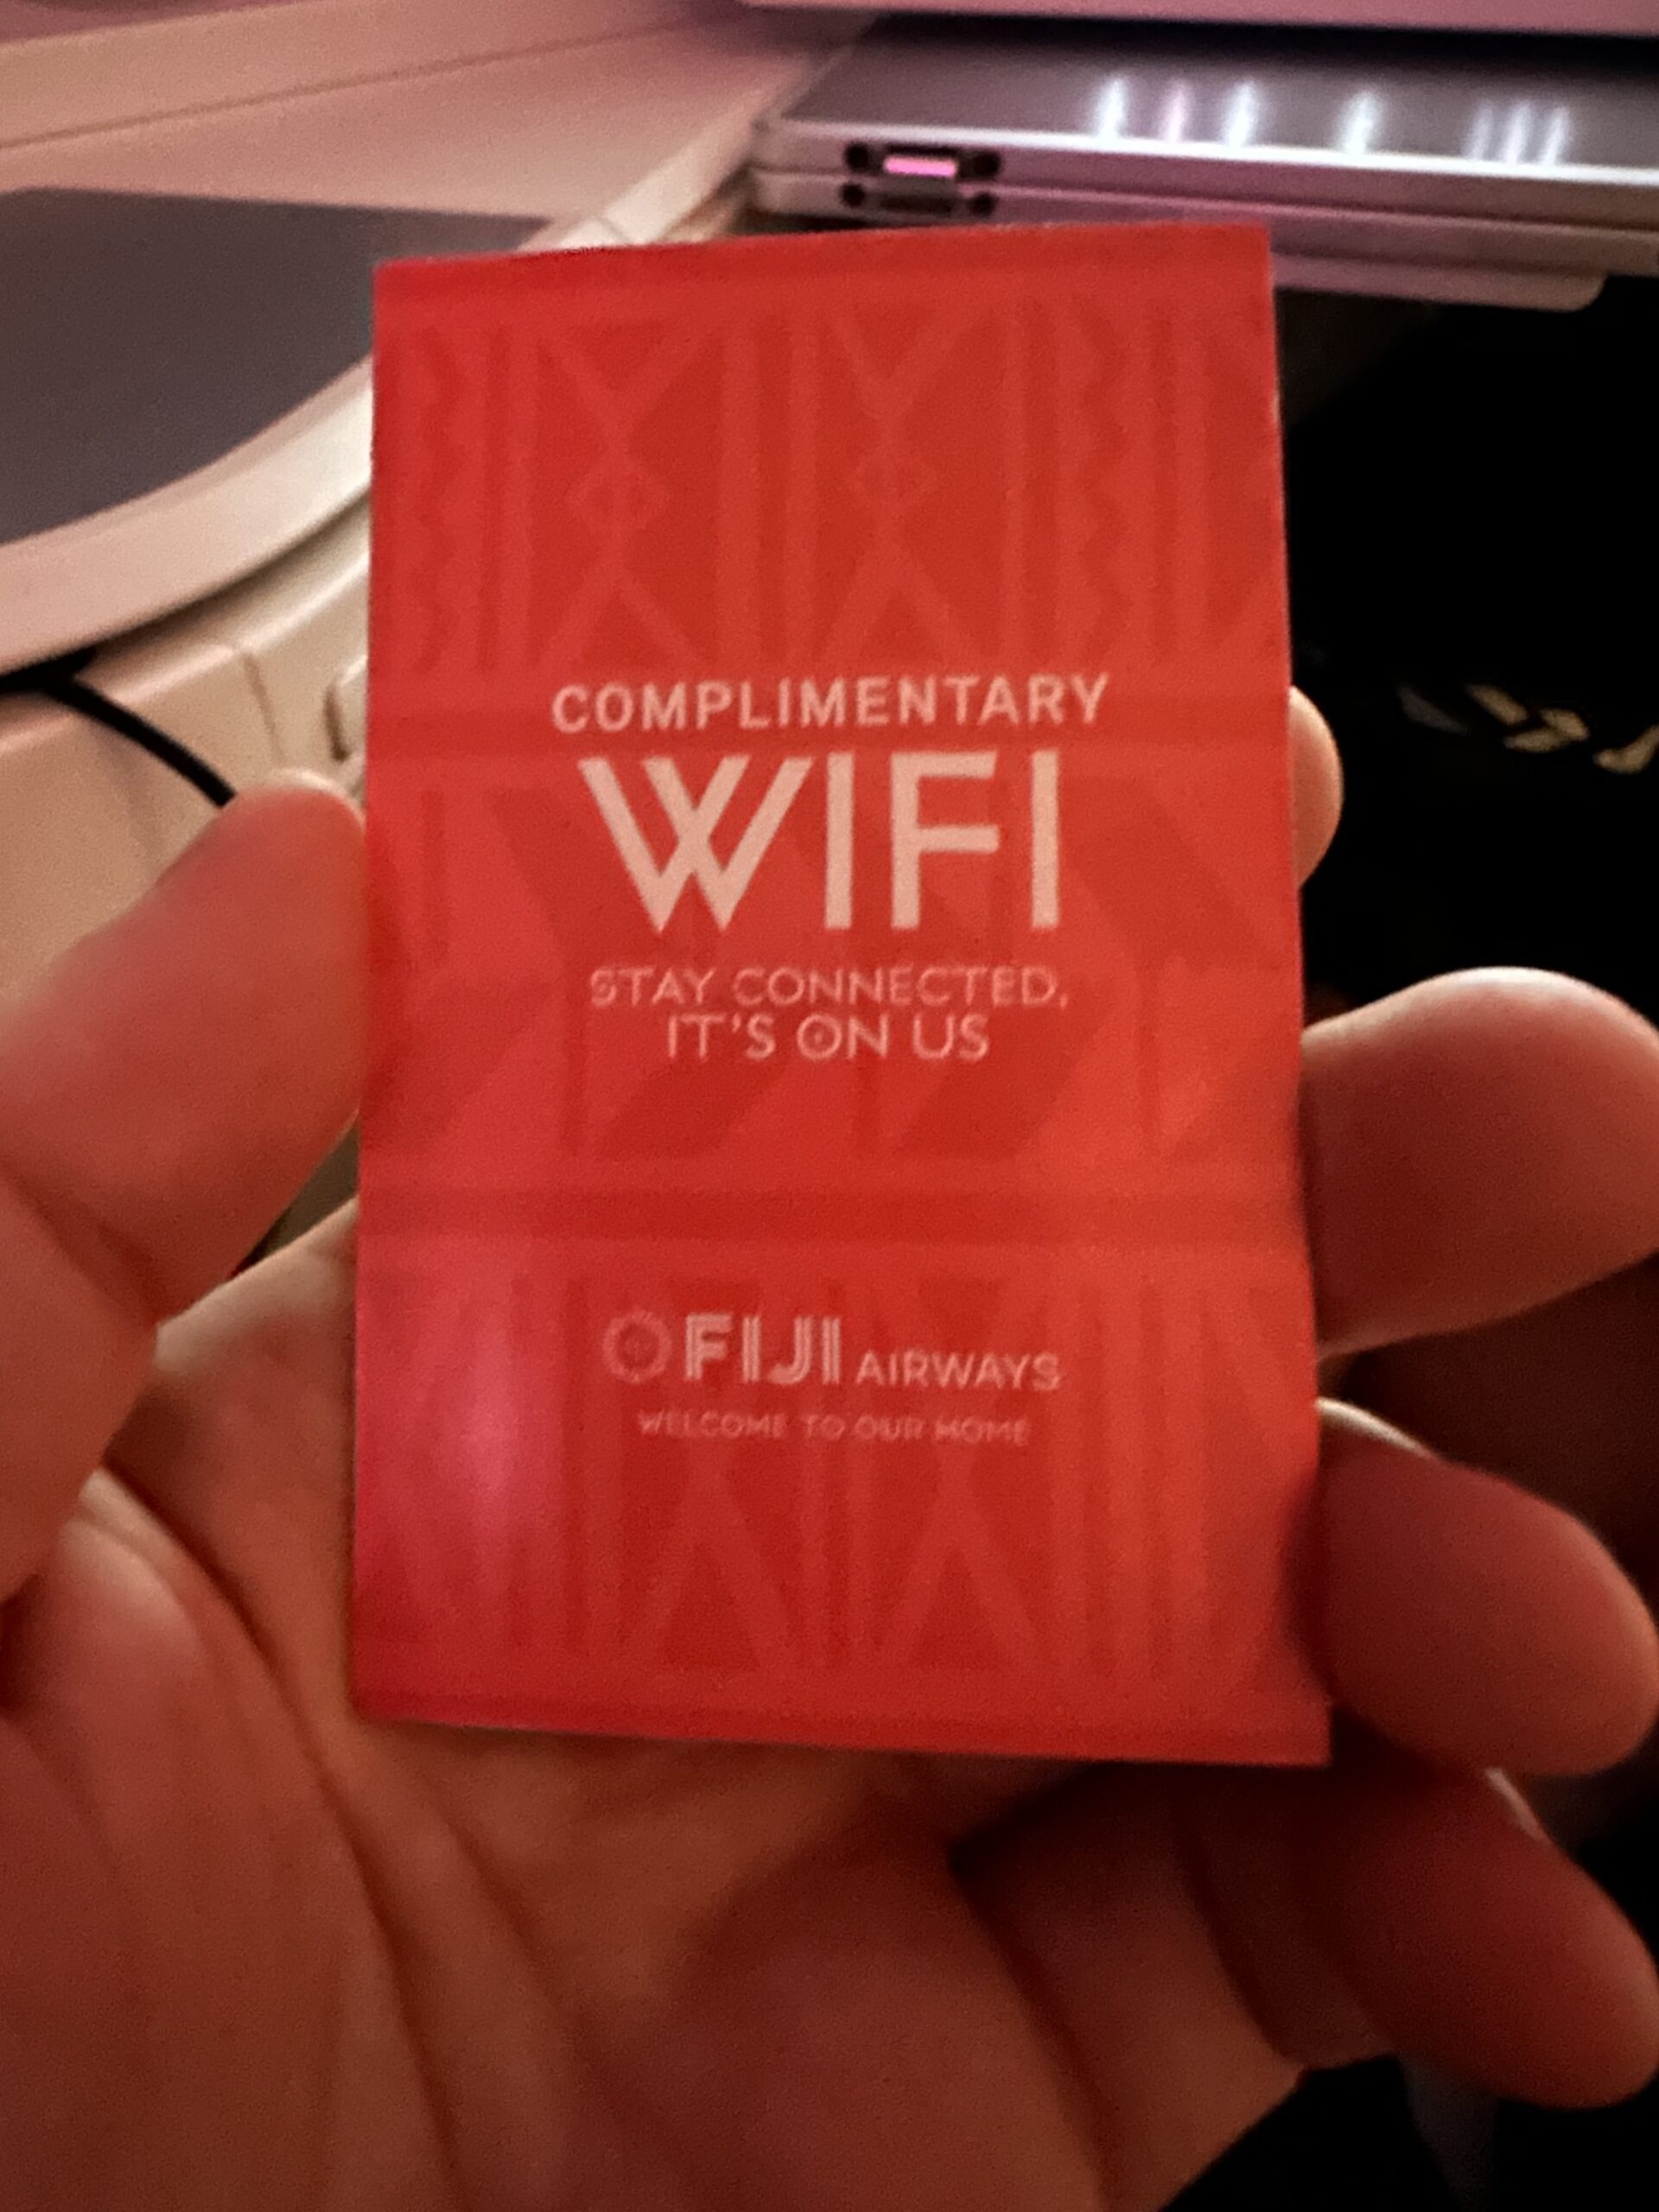 COMPLIMENTARY
WIFI
STAY CONNECTED,
IT'S ON US
FIJI AIRWAYS
WELCOME TO OUR HOME